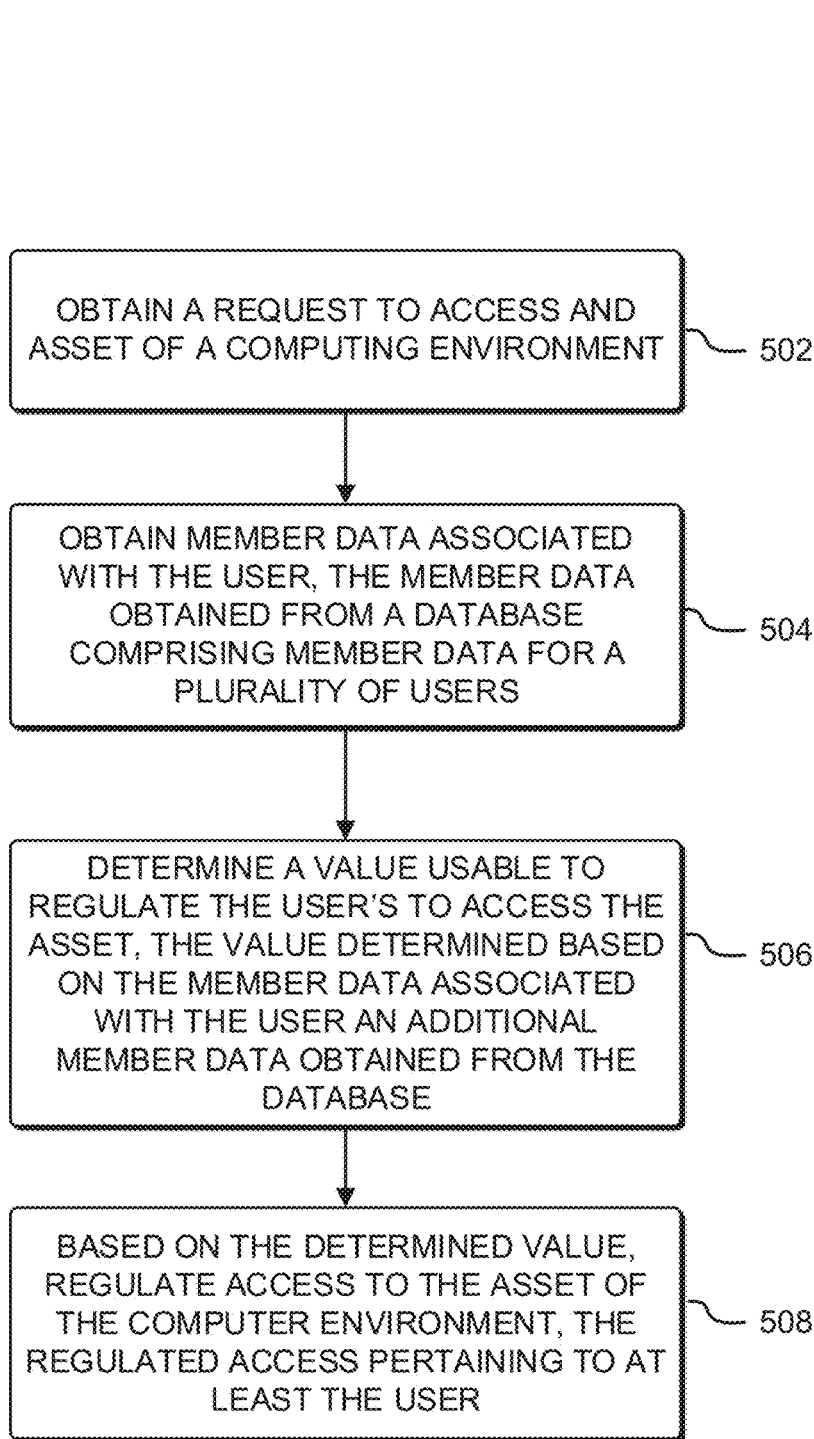 OBTAIN A REQUEST TO ACCESS AND
ASSET OF A COMPUTING ENVIRONMENT
502
OBTAIN MEMBER DATA ASSOCIATED
WITH THE USER, THE MEMBER DATA
OBTAINED FROM A DATABASE
COMPRISING MEMBER DATA FOR A
PLURALITY OF USERS
504
DETERMINE A VALUE USABLE TO
REGULATE THE USER'S TO ACCESS THE
ASSET, THE VALUE DETERMINED BASED
ON THE MEMBER DATA ASSOCIATED
WITH THE USER AN ADDITIONAL
MEMBER DATA OBTAINED FROM THE
DATABASE
506
BASED ON THE DETERMINED VALUE,
REGULATE ACCESS TO THE ASSET OF
THE COMPUTER ENVIRONMENT, THE
REGULATED ACCESS PERTAINING TO AT
LEAST THE USER
508